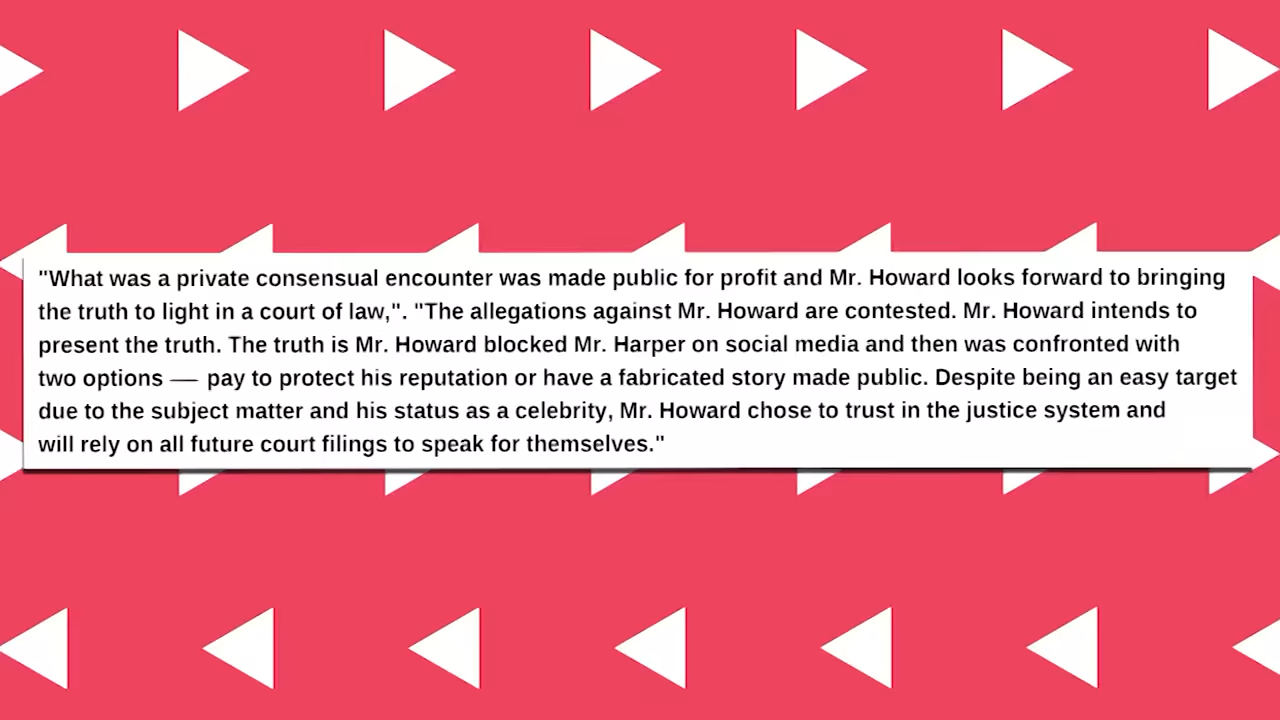 "What was a private consensual encounter was made public for profit and Mr. Howard looks forward to bringing
the truth to light in a court of law,". "The allegations against Mr. Howard are contested. Mr. Howard intends to
present the truth. The truth is Mr. Howard blocked Mr. Harper on social media and then was confronted with
two options — pay to protect his reputation or have a fabricated story made public. Despite being an easy target
due to the subject matter and his status as a celebrity, Mr. Howard chose to trust in the justice system and
will rely on all future court filings to speak for themselves."